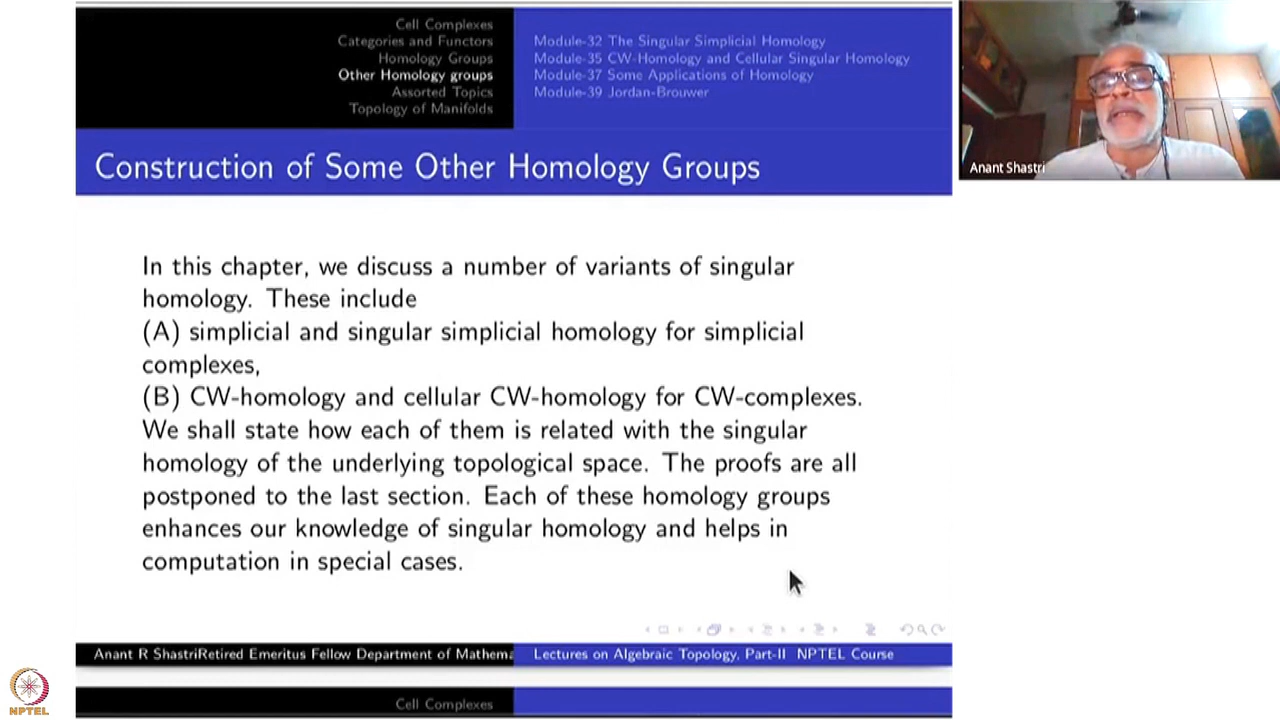 Cell Complexes
Categories and Functors
Homology Groups
Other Homology groups
Assorted Topics
Topology of Manifolds
Module-32 The Singular Simplicial Homology
Module-35 CW-Homology and Cellular Singular Homology
Module-37 Some Applications of Homology
Module-39 Jordan-Brouwer
Construction of Some Other Homology Groups
Anant Shastri
In this chapter, we discuss a number of variants of singular
homology. These include
(A) simplicial and singular simplicial homology for simplicial
complexes,
(B) CW-homology and cellular CW-homology for CW-complexes.
We shall state how each of them is related with the singular
homology of the underlying topological space. The proofs are all
postponed to the last section. Each of these homology groups
enhances our knowledge of singular homology and helps in
computation in special cases.
Anant R ShastriRetired Emeritus Fellow Department of Mathema
Lectures on Algebraic Topology, Part-II NPTEL Course
Cell Complexes
NPTEL